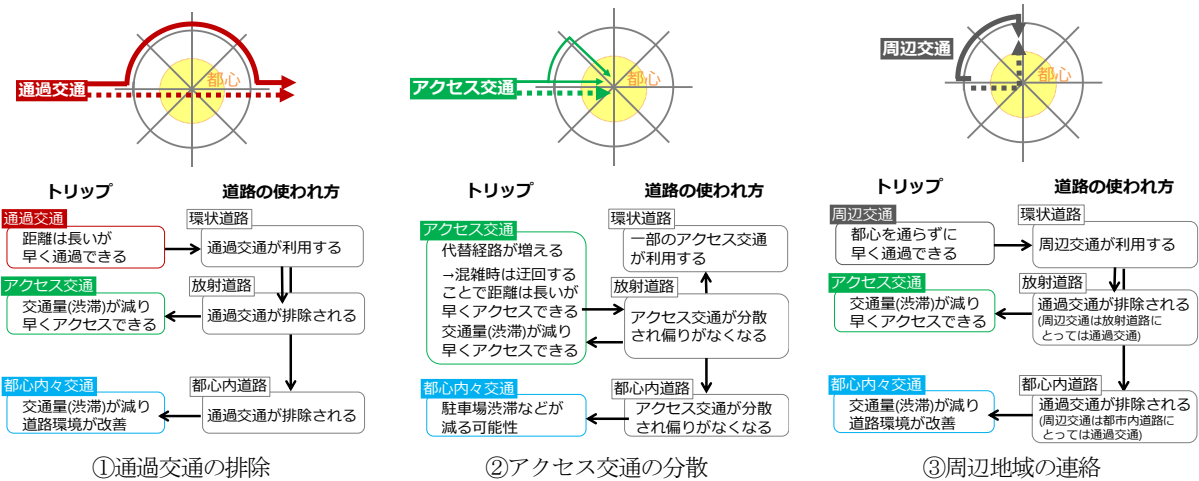 都心
通過交通
トリップ
道路の使われ方
通過交通
距離は長いが
早く通過できる
環状道路
通過交通が利用する
アクセス交通
交通量(渋滞)が減り
早くアクセスできる
放射道路
通過交通が排除される
都心内々交通
交通量(渋滞)が減り
道路環境が改善
都心内道路
通過交通が排除される
①通過交通の排除
都心
アクセス交通
トリップ
道路の使われ方
アクセス交通
代替経路が増える
→混雑時は迂回する
ことで距離は長いが
早くアクセスできる
交通量(渋滞)が減り
早くアクセスできる
環状道路
一部のアクセス交通
が利用する
放射道路
アクセス交通が分散
され偏りがなくなる
都心内々交通
駐車場渋滞などが
減る可能性
都心内道路
アクセス交通が分散
され偏りがなくなる
②アクセス交通の分散
都心
周辺交通
トリップ
道路の使われ方
周辺交通
都心を通らずに
早く通過できる
環状道路
周辺交通が利用する
アクセス交通
交通量(渋滞)が減り
早くアクセスできる
放射道路
通過交通が排除される
(周辺交通は放射道路に
とっては通過交通)
都心内々交通
交通量(渋滞)が減り
道路環境が改善
都心内道路
通過交通が排除される
(周辺交通は都市内道路に
とっては通過交通)
③周辺地域の連絡